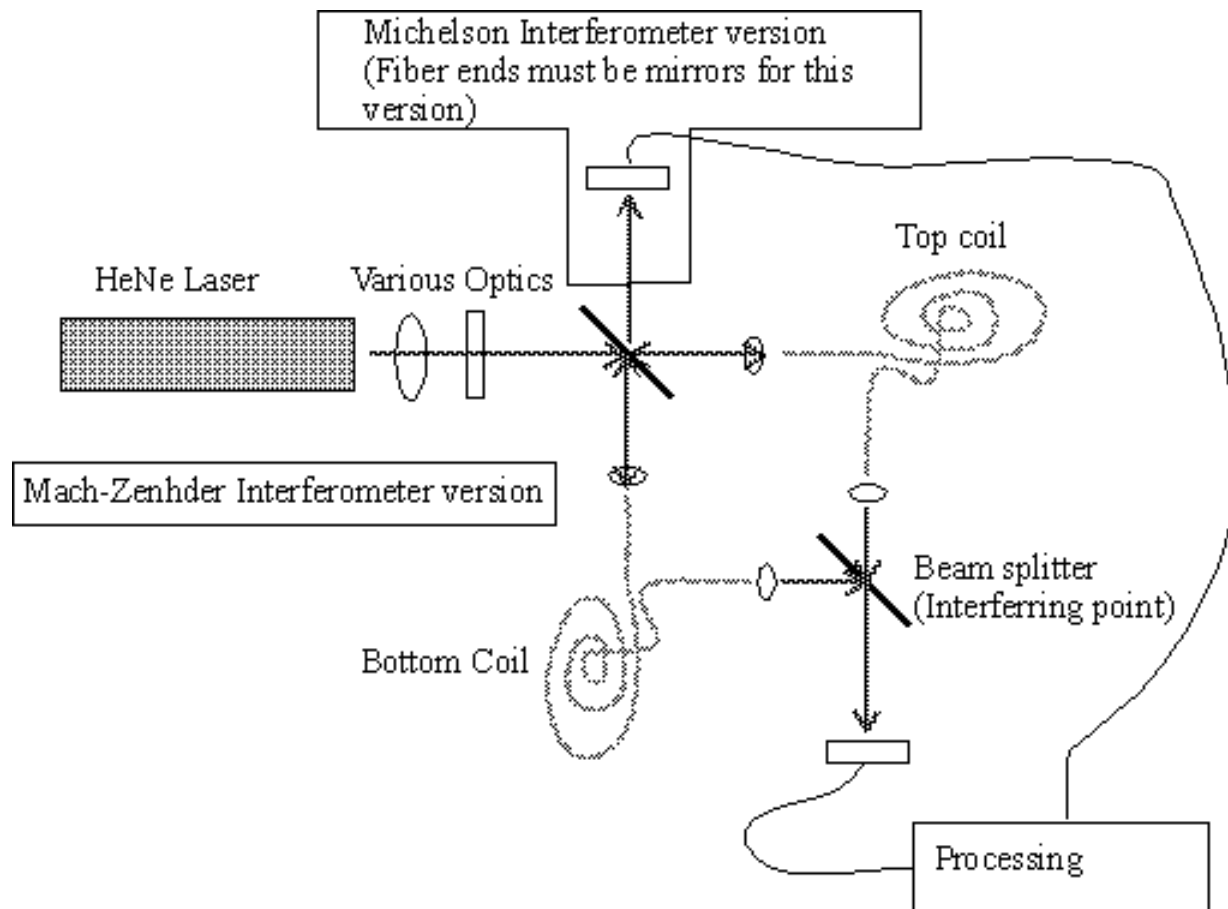 Michelson Interferometer version
(Fiber ends must be mirrors for this
version)
Top coil
HeNe Laser
Various Optics
Mach-Zenhder Interferometer version
Beam splitter
(Interferring point)
Bottom Coil
Processing